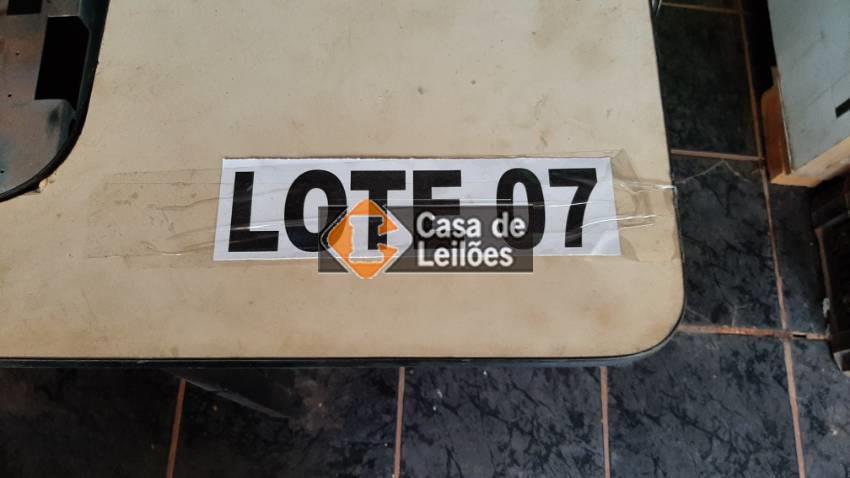 LOTE 07
Casa de
Leilões